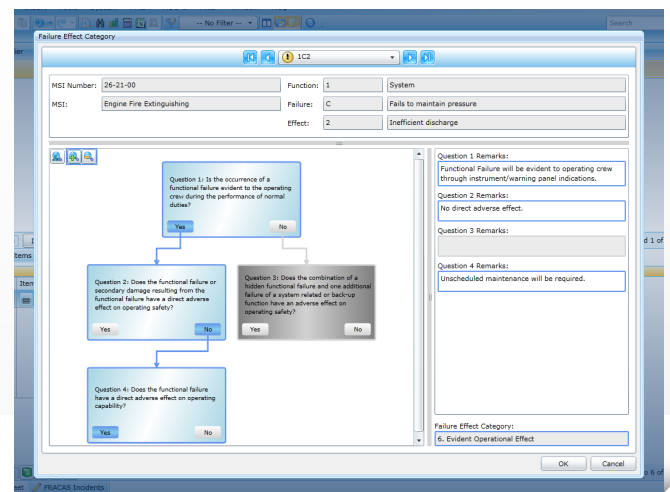 -- No Filter --
Search
Failure Effect Category
1C2
MSI Number: 26-21-00 Function: 1 System
MSI: Engine Fire Extinguishing Failure: C Fails to maintain pressure
Effect: 2 Inefficient discharge
Question 1: Is the occurrence of a
functional failure evident to the operating
crew during the performance of normal
duties?
Yes No
Question 2: Does the functional failure or
secondary damage resulting from the
functional failure have a direct adverse
effect on operating safety?
Yes No
Question 3: Does the combination of a
hidden functional failure and one additional
failure of a system related or back-up
function have an adverse effect on
operating safety?
Yes No
Question 4: Does the functional failure
have a direct adverse effect on operating
capability?
Yes No
Question 1 Remarks:
Functional Failure will be evident to operating crew
through instrument/warning panel indications.
Question 2 Remarks:
No direct adverse effect.
Question 3 Remarks:
Question 4 Remarks:
Unscheduled maintenance will be required.
Failure Effect Category:
6. Evident Operational Effect
OK Cancel
d 1 of
tems
Item
o 6 of
eet FRACAS Incidents